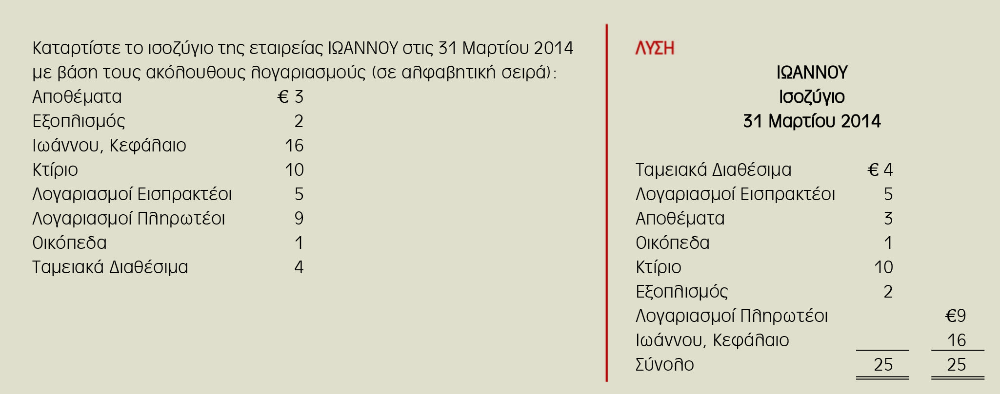 Καταρτίστε το ισοζύγιο της εταιρείας ΙΩΑΝΝΟΥ στις 31 Μαρτίου 2014
με βάση τους ακόλουθους λογαριασμούς (σε αλφαβητική σειρά):
Αποθέματα € 3
Εξοπλισμός 2
Ιωάννου, Κεφάλαιο 16
Κτίριο 10
Λογαριασμοί Εισπρακτέοι 5
Λογαριασμοί Πληρωτέοι 9
Οικόπεδα 1
Ταμειακά Διαθέσιμα 4
ΛΥΣΗ
ΙΩΑΝΝΟΥ
Ισοζύγιο
31 Μαρτίου 2014
Ταμειακά Διαθέσιμα € 4
Λογαριασμοί Εισπρακτέοι 5
Αποθέματα 3
Οικόπεδα 1
Κτίριο 10
Εξοπλισμός 2
Λογαριασμοί Πληρωτέοι €9
Ιωάννου, Κεφάλαιο 16
Σύνολο 25 25